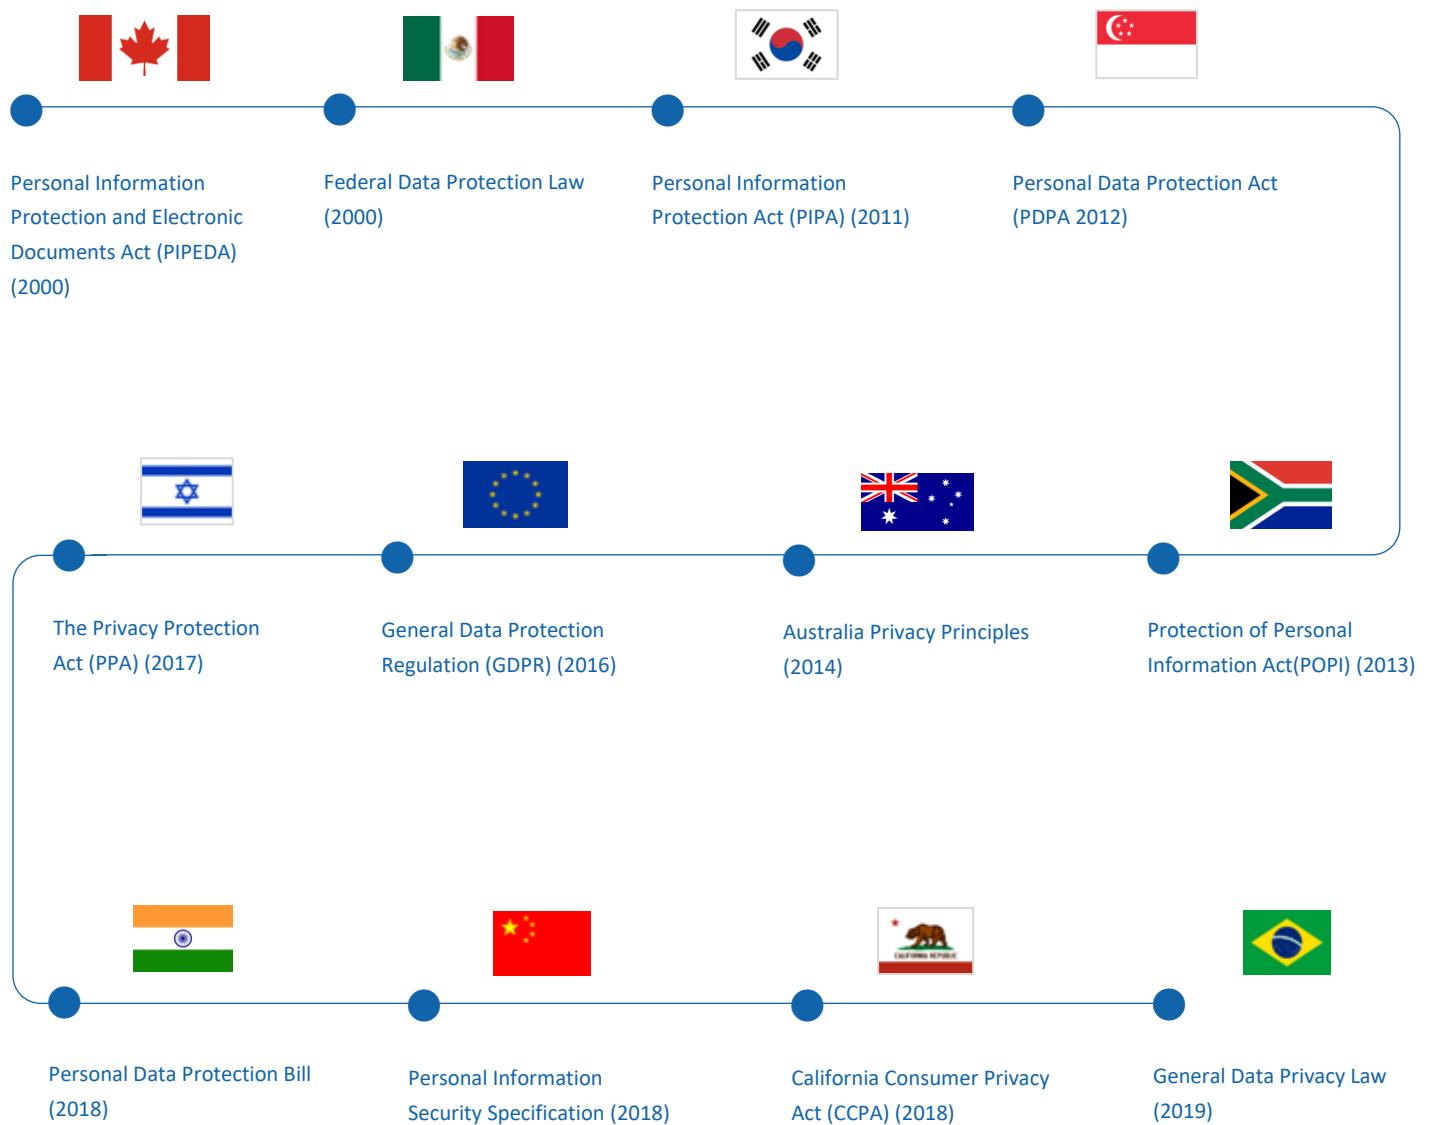 Personal Information
Protection and Electronic
Documents Act (PIPEDA)
(2000)
Federal Data Protection Law
(2000)
Personal Information
Protection Act (PIPA) (2011)
Personal Data Protection Act
(PDPA 2012)
The Privacy Protection
Act (PPA) (2017)
General Data Protection
Regulation (GDPR) (2016)
Australia Privacy Principles
(2014)
Protection of Personal
Information Act(POPI) (2013)
CALIFORNIA REPUBLIC
Personal Data Protection Bill
(2018)
Personal Information
Security Specification (2018)
California Consumer Privacy
Act (CCPA) (2018)
General Data Privacy Law
(2019)